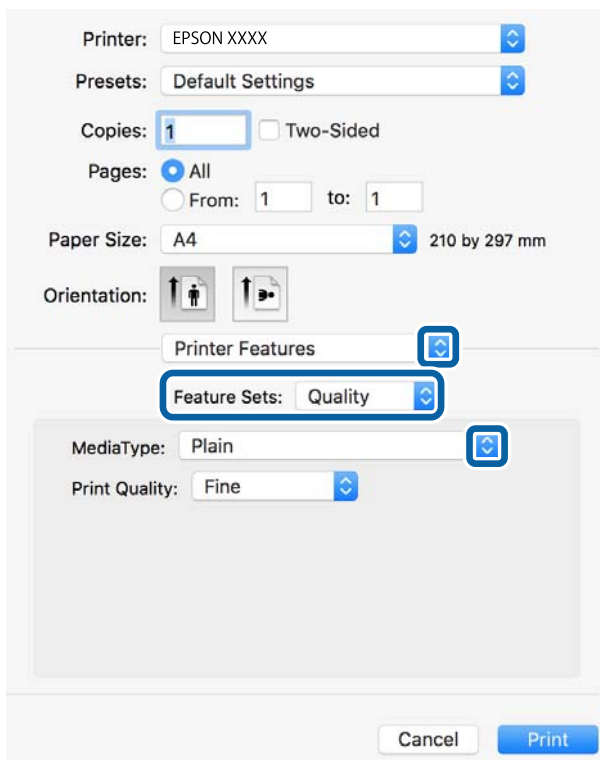 Printer: EPSON XXXX
Presets: Default Settings
Copies: 1 Two-Sided
Pages: All
From: 1 to: 1
Paper Size: A4 210 by 297 mm
Orientation:
Printer Features
Feature Sets: Quality
MediaType: Plain
Print Quality: Fine
Cancel Print